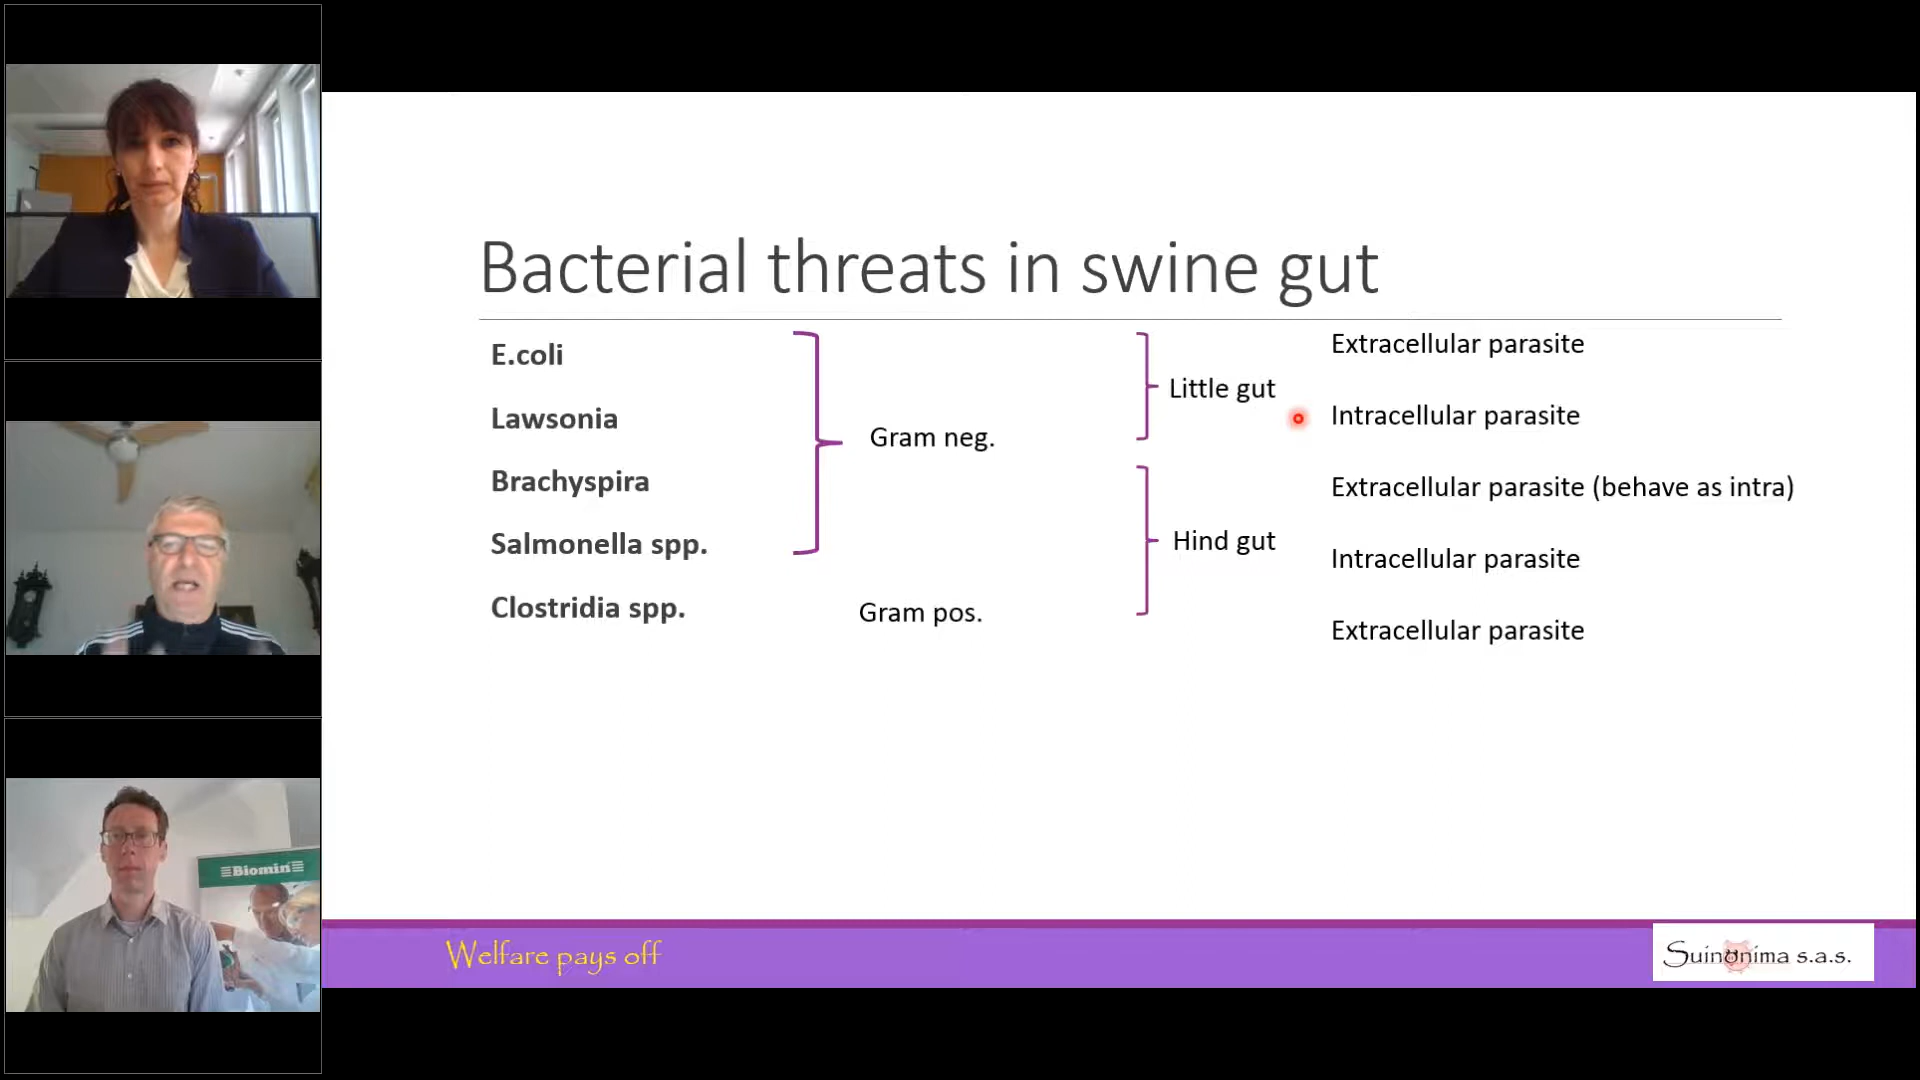 Bacterial threats in swine gut
E.coli
Lawsonia
Brachyspira
Salmonella spp.
Clostridia spp.
Gram neg.
Gram pos.
Little gut
Hind gut
Extracellular parasite
Intracellular parasite
Extracellular parasite (behave as intra)
Intracellular parasite
Extracellular parasite
Biomin
Welfare pays off
Suinonima s.a.s.